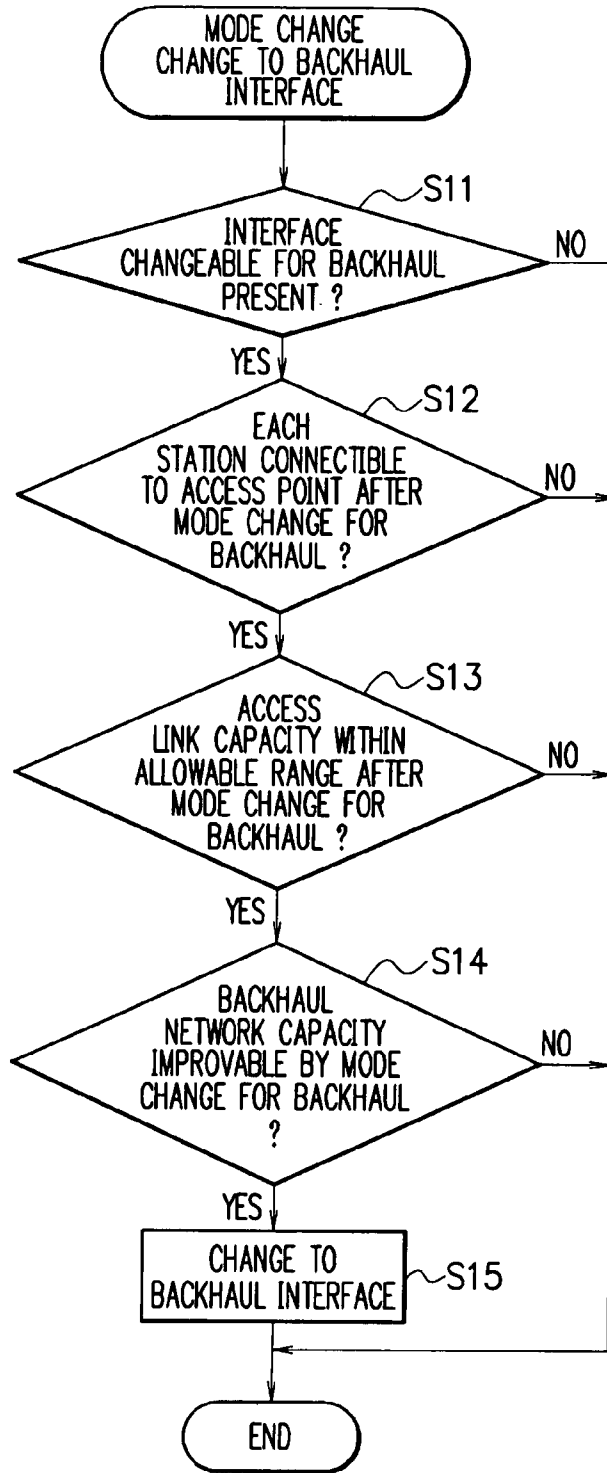 MODE CHANGE
CHANGE TO BACKHAUL
INTERFACE
S11
INTERFACE
CHANGEABLE FOR BACKHAUL
PRESENT ?
NO
YES
S12
EACH
STATION CONNECTIBLE
TO ACCESS POINT AFTER
MODE CHANGE FOR
BACKHAUL ?
NO
YES
S13
ACCESS
LINK CAPACITY WITHIN
ALLOWABLE RANGE AFTER
MODE CHANGE FOR
BACKHAUL ?
NO
YES
S14
BACKHAUL
NETWORK CAPACITY
IMPROVABLE BY MODE
CHANGE FOR BACKHAUL
?
NO
YES
CHANGE TO
BACKHAUL INTERFACE
S15
END